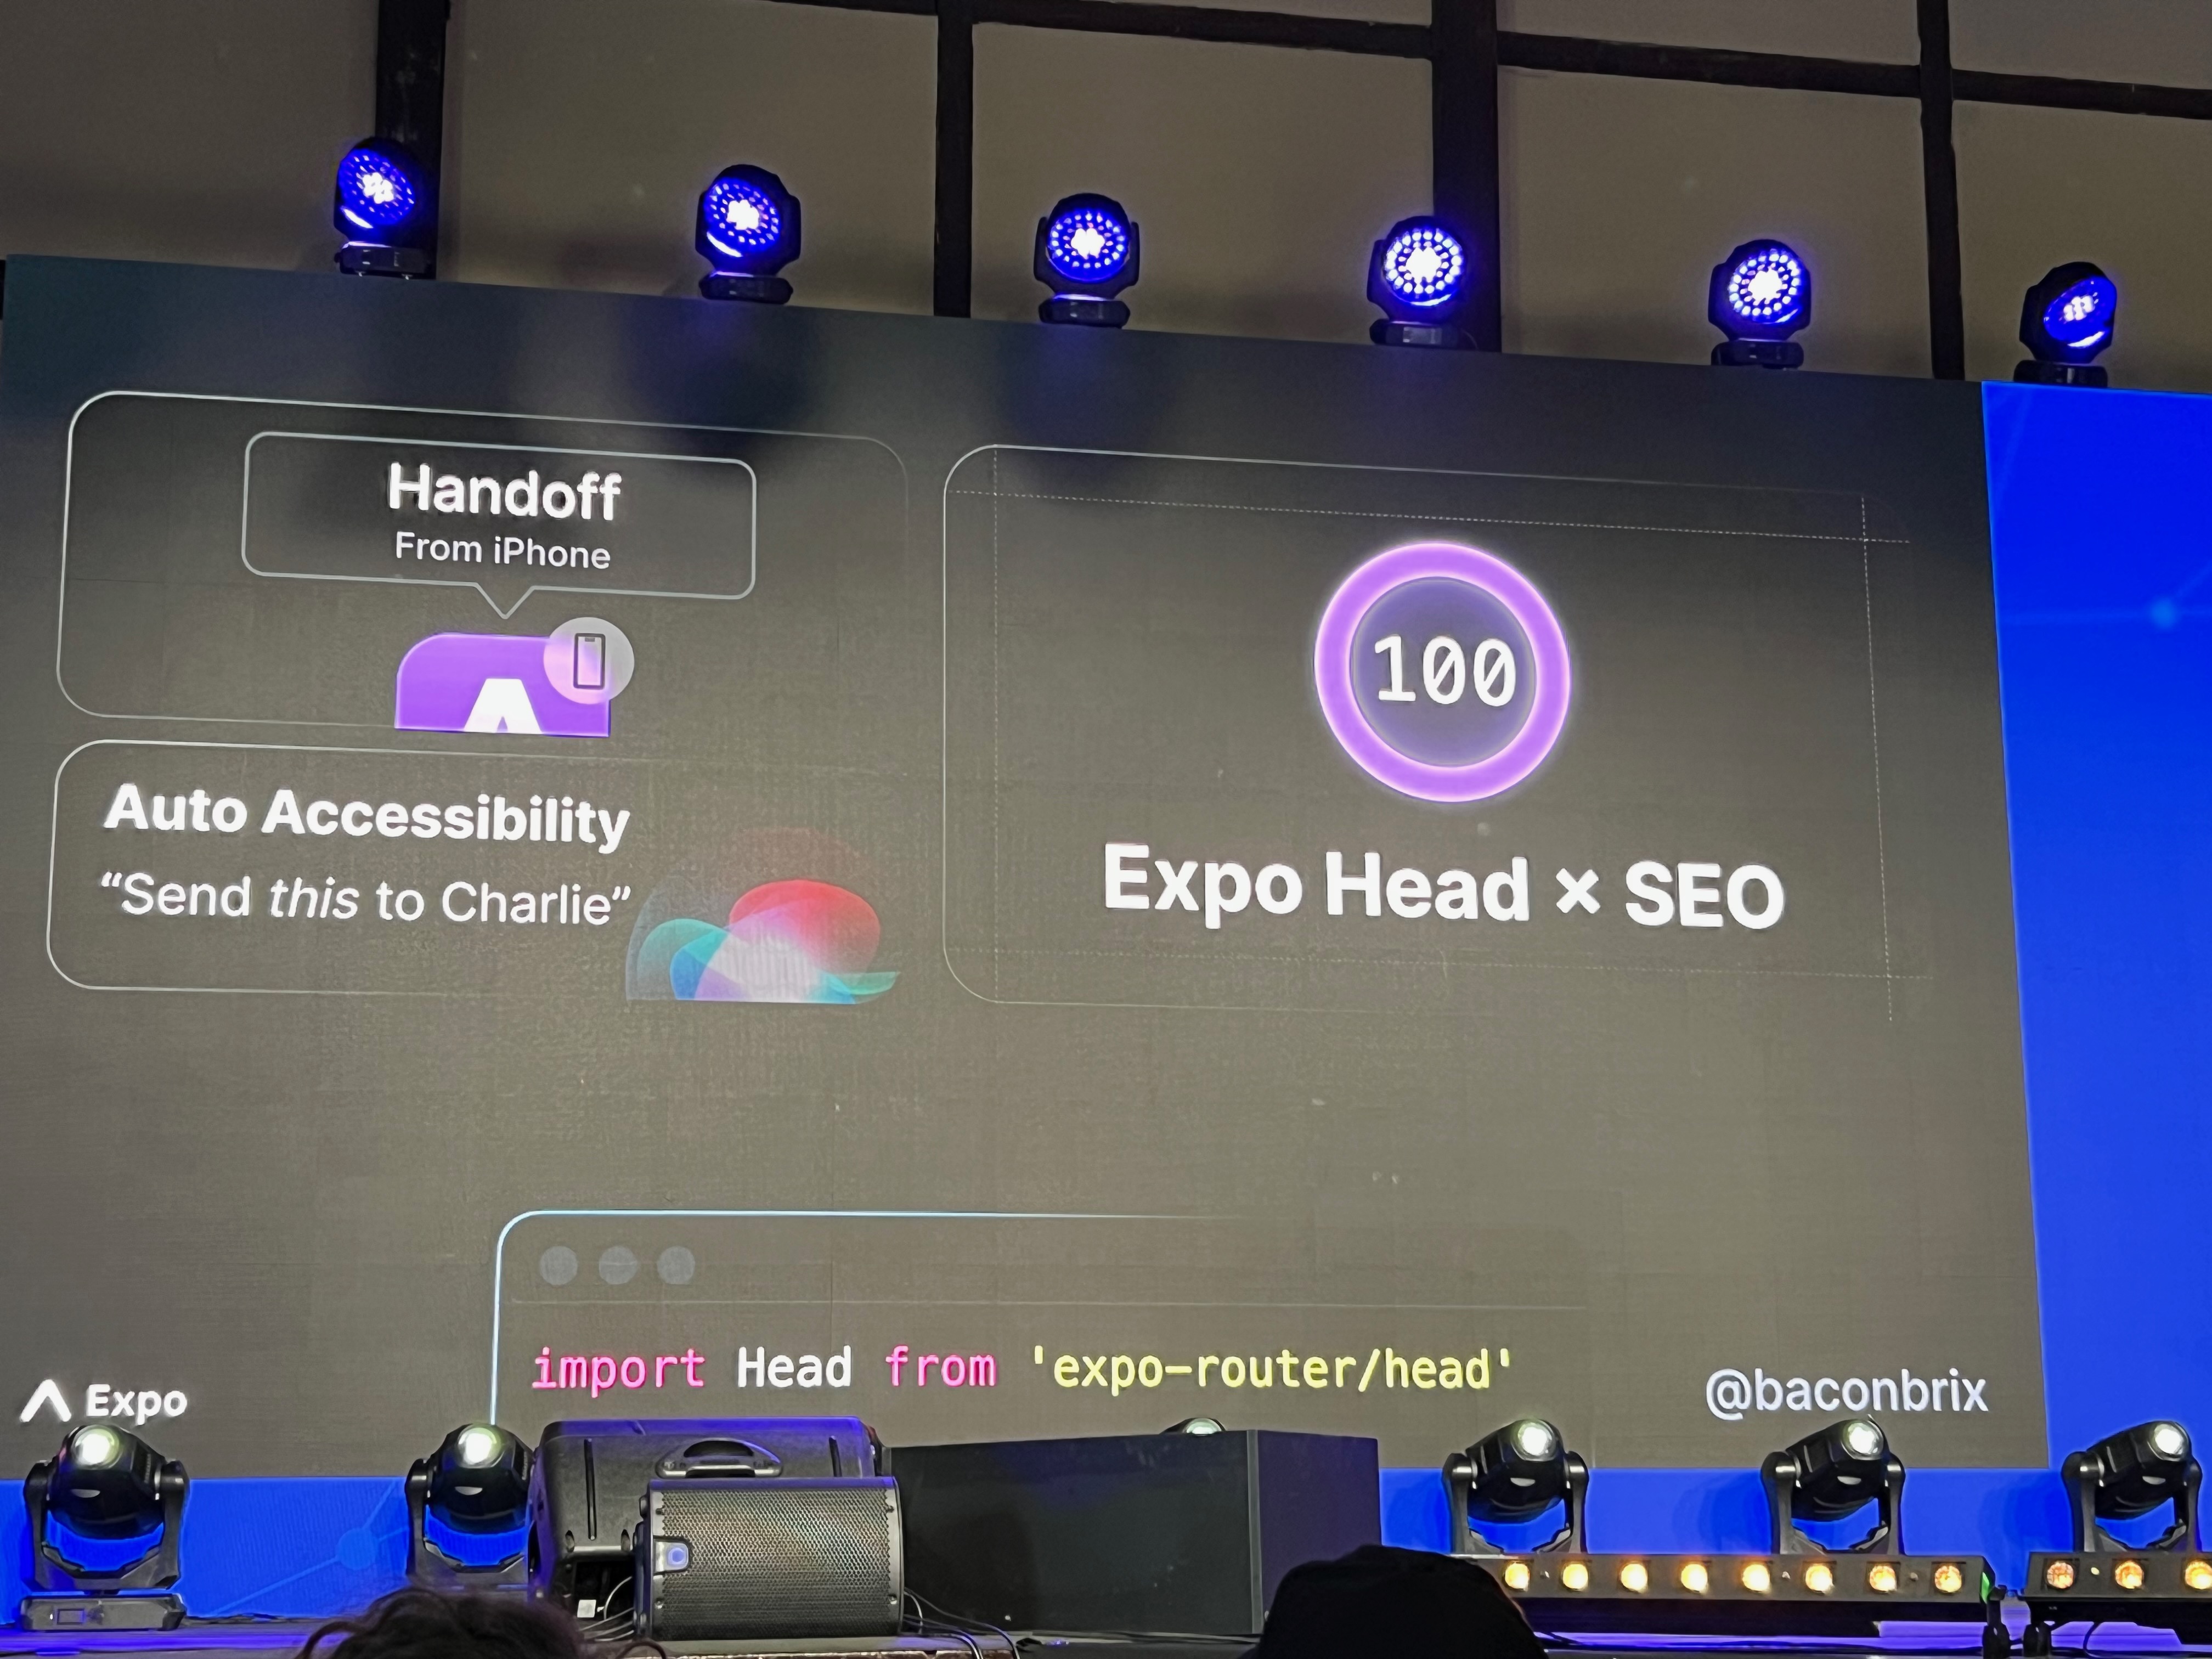 Handoff
From iPhone
Auto Accessibility
“Send this to Charlie”
100
Expo Head × SEO
import Head from 'expo-router/head'
Expo
@baconbrix